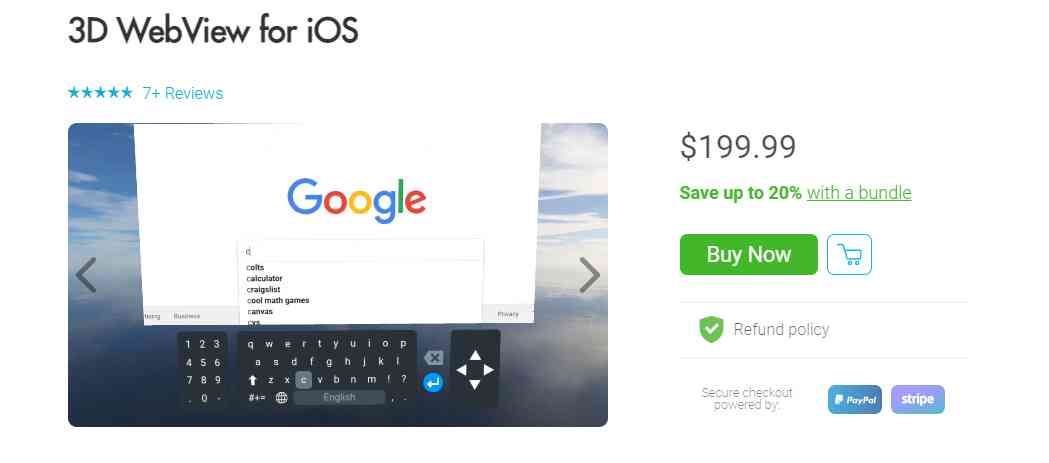 3D WebView for iOS
7+ Reviews
Google
c
colts
calculator
craigslist
cool math games
canvas
cvs
Business
Privacy
1 2 3
4 5 6
7 8 9
. 0 -
q w e r t y u i o p
a s d f g h j k l
z x c v b n m ! ?
#+= English , .
$199.99
Save up to 20% with a bundle
Buy Now
Refund policy
Secure checkout
powered by:
PayPal
stripe